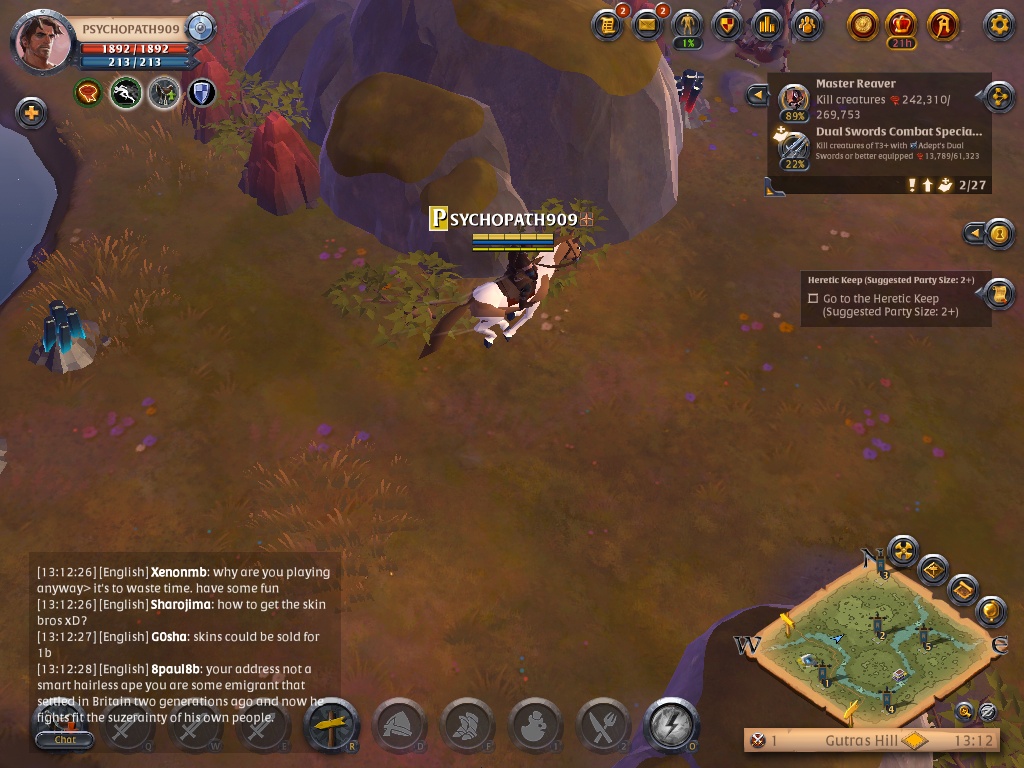 PSYCHOPATH909
1892 / 1892
213 / 213
2
2
1%
21h
Master Reaver
Kill creatures 242,310/
269,753
89%
Dual Swords Combat Specia...
Kill creatures of T3+ with Adept's Dual
Swords or better equipped 13,789/61,323
22%
2/27
PSYCHOPATH909
Heretic Keep (Suggested Party Size: 2+)
Go to the Heretic Keep
(Suggested Party Size: 2+)
[13:12:26] [English] Xenonmb: why are you playing
anyway> it's to waste time. have some fun
[13:12:26] [English] Sharojima: how to get the skin
bros xD?
[13:12:27] [English] G0sha: skins could be sold for
1b
[13:12:28] [English] 8paul8b: your address not a
smart hairless ape you are some emigrant that
settled in Britain two generations ago and now he
fights fit the suzerainty of his own people.
Chat
Q
W
E
R
D
F
1
2
O
N
W
E
3
2
5
1
4
1
Gutras Hill
13:12